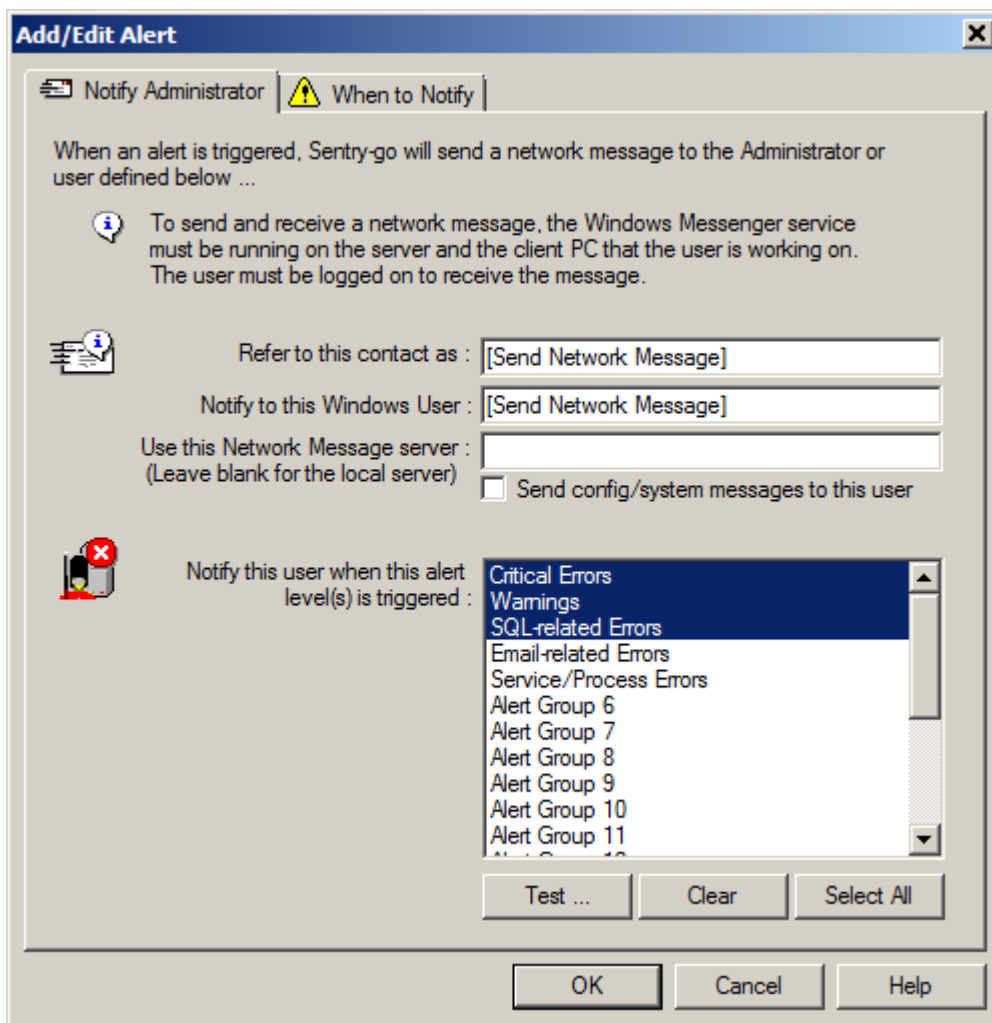 Add/Edit Alert
Notify Administrator
When to Notify
When an alert is triggered, Sentry-go will send a network message to the Administrator or
user defined below ...
To send and receive a network message, the Windows Messenger service
must be running on the server and the client PC that the user is working on.
The user must be logged on to receive the message.
Refer to this contact as :
[Send Network Message]
Notify to this Windows User :
[Send Network Message]
Use this Network Message server :
(Leave blank for the local server)
Send config/system messages to this user
Notify this user when this alert
level(s) is triggered :
Critical Errors
Warnings
SQL-related Errors
Email-related Errors
Service/Process Errors
Alert Group 6
Alert Group 7
Alert Group 8
Alert Group 9
Alert Group 10
Alert Group 11
Test ...
Clear
Select All
OK
Cancel
Help